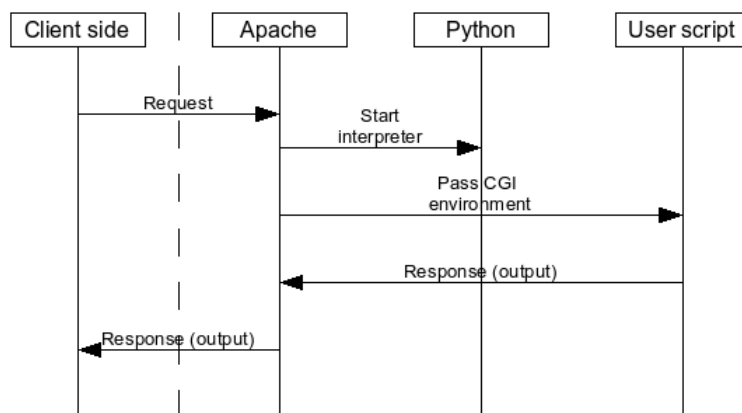 Client side
Apache
Python
User script
Request
Start
interpreter
Pass CGI
environment
Response (output)
Response (output)